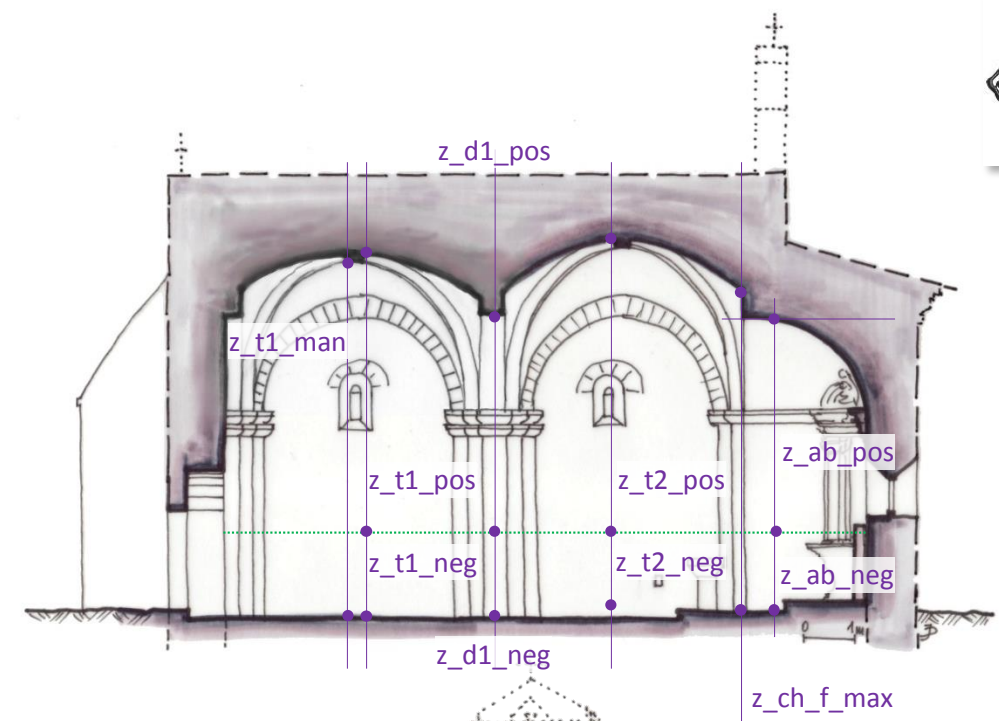 z_d1_pos
z_t1_man
z_ab_pos
z_t1_pos
z_t2_pos
z_t1_neg
z_t2_neg
z_ab_neg
0 1m
z_d1_neg
z_ch_f_max